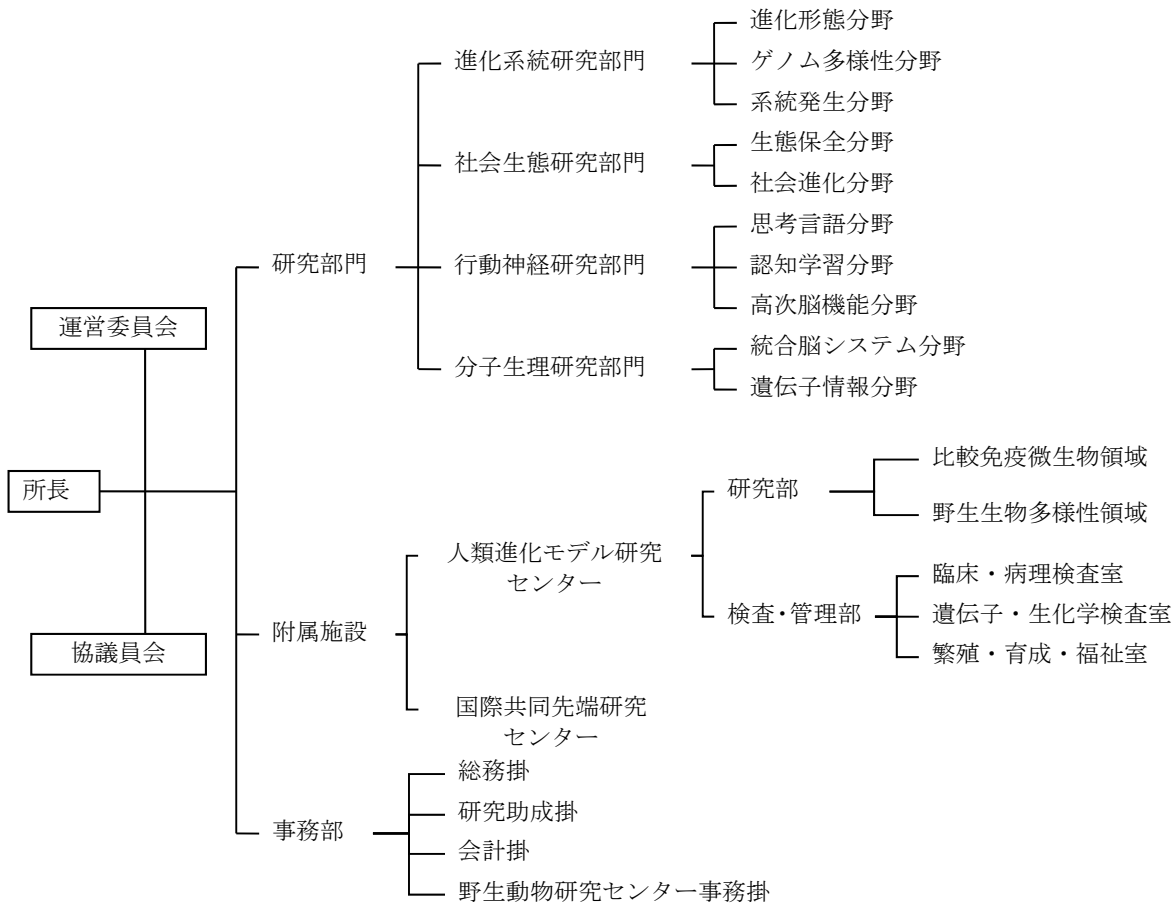 進化形態分野
進化系統研究部門
ゲノム多様性分野
系統発生分野
生態保全分野
社会生態研究部門
社会進化分野
思考言語分野
研究部門
行動神経研究部門
認知学習分野
高次脳機能分野
運営委員会
統合脳システム分野
分子生理研究部門
遺伝子情報分野
所長
比較免疫微生物領域
研究部
野生生物多様性領域
人類進化モデル研究
センター
臨床・病理検査室
検査・管理部
遺伝子・生化学検査室
繁殖・育成・福祉室
附属施設
協議員会
国際共同先端研究
センター
総務掛
研究助成掛
事務部
会計掛
野生動物研究センター事務掛